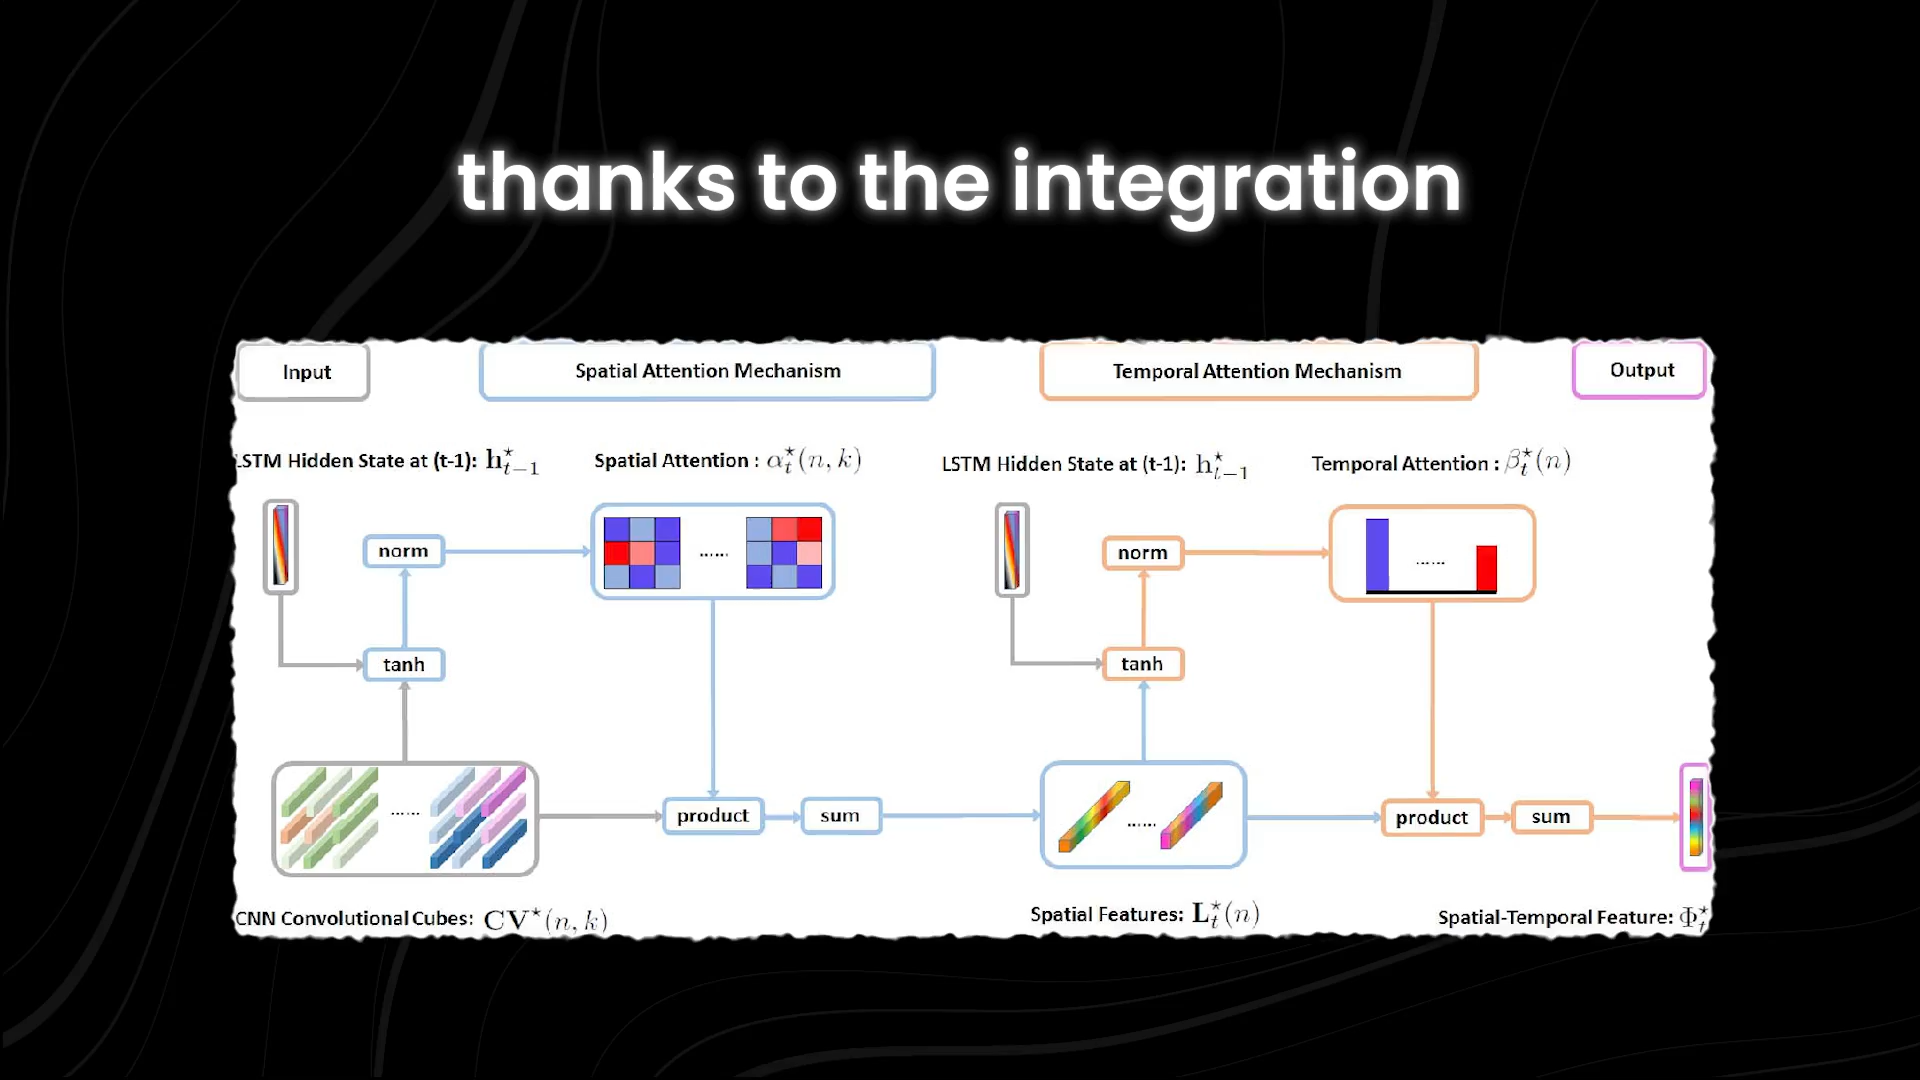 thanks to the integration
Input
Spatial Attention Mechanism
Temporal Attention Mechanism
Output
LSTM Hidden State at (t-1): h*t−1
Spatial Attention : α*t(n, k)
LSTM Hidden State at (t-1): h*t−1
Temporal Attention : β*t(n)
norm
......
norm
......
tanh
tanh
......
product
sum
......
product
sum
CNN Convolutional Cubes: CV*(n, k)
Spatial Features: L*t(n)
Spatial-Temporal Feature: Φ*t